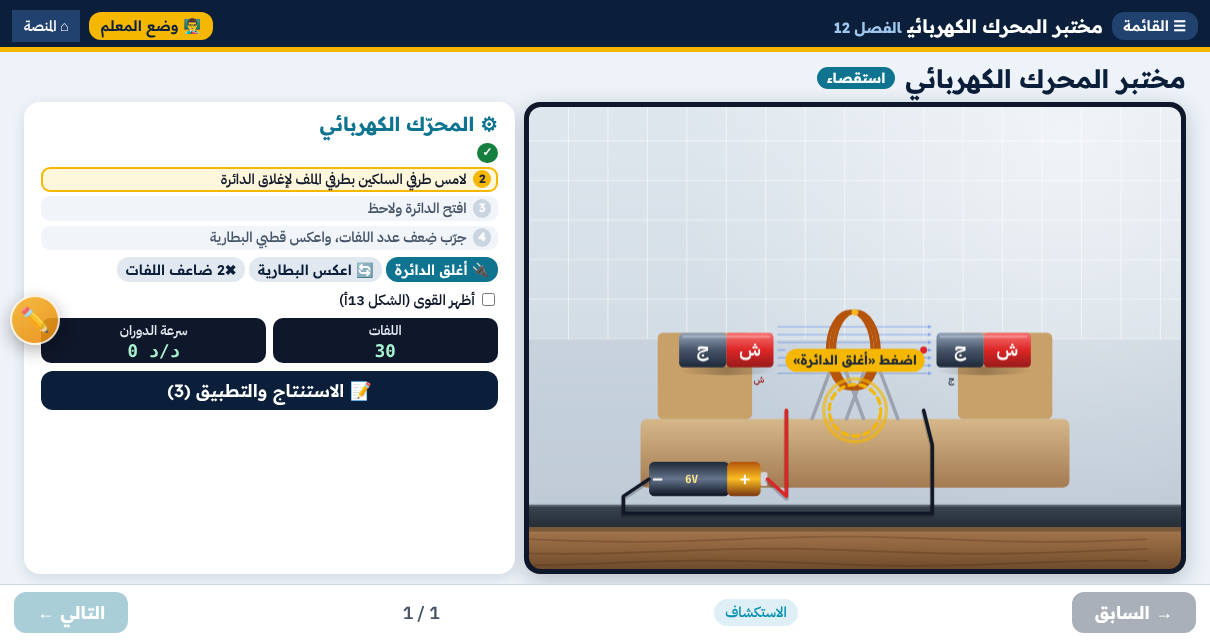 ☰ القائمة
مختبر المحرك الكهربائي الفصل 12
👨‍🏫 وضع المعلم
⌂ المنصة
مختبر المحرك الكهربائي
استقصاء
⚙ المحرّك الكهربائي
✓
2 لامس طرفي السلكين بطرفي الملف لإغلاق الدائرة
3 افتح الدائرة ولاحظ
4 جرّب ضِعف عدد اللفات، واعكس قطبي البطارية
🔌 أغلق الدائرة
🔄 اعكس البطارية
✖2 ضاعف اللفات
أظهر القوى (الشكل 13أ)
اللفات
30
سرعة الدوران
0 د/د
📝 الاستنتاج والتطبيق (3)
ش
ج
ش
ج
اضغط «أغلق الدائرة»
ج
ش
− 6V +
→ السابق
الاستكشاف
1 / 1
التالي ←